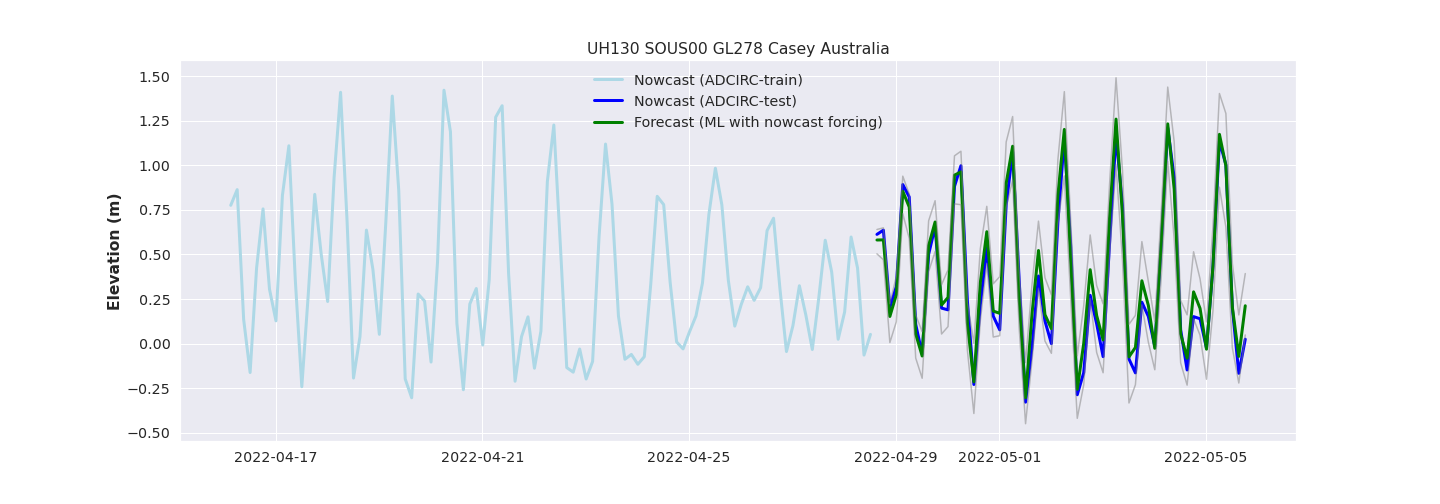 UH130 SOUS00 GL278 Casey Australia
Nowcast (ADCIRC-train)
Nowcast (ADCIRC-test)
Forecast (ML with nowcast forcing)
Elevation (m)
1.50
1.25
1.00
0.75
0.50
0.25
0.00
−0.25
−0.50
2022-04-17 2022-04-21 2022-04-25 2022-04-29 2022-05-01 2022-05-05